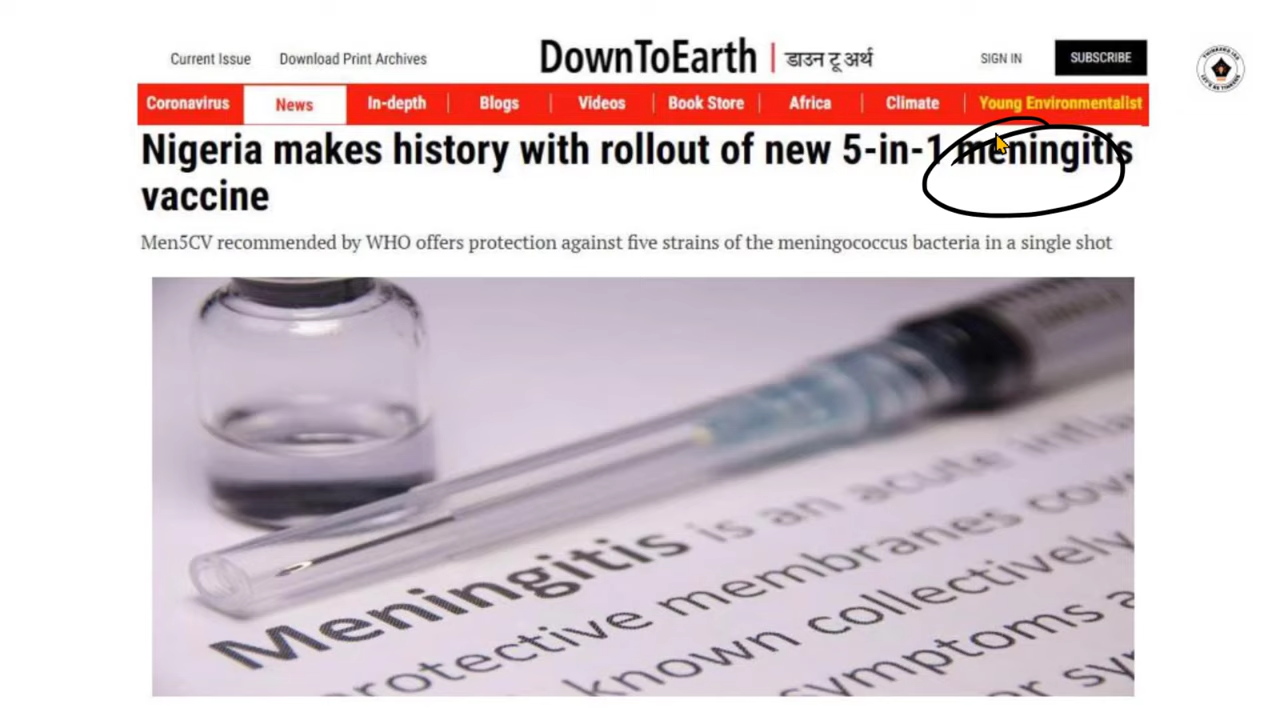 Current Issue Download Print Archives DownToEarth | डाउन टू अर्थ SIGN IN SUBSCRIBE
Coronavirus News In-depth Blogs Videos Book Store Africa Climate Young Environmentalist
Nigeria makes history with rollout of new 5-in-1 meningitis
vaccine
Men5CV recommended by WHO offers protection against five strains of the meningococcus bacteria in a single shot
Meningitis is an acute
protective membranes
known collectively
symptoms